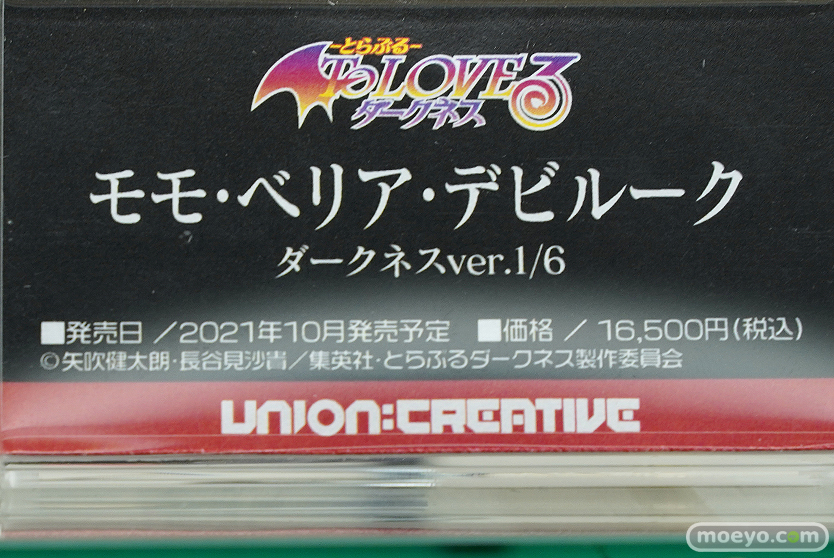 -とらぶる-
To LOVEる
ダークネス
モモ・ベリア・デビルーク
ダークネスver.1/6
■発売日 ／2021年10月発売予定 ■価格 ／ 16,500円(税込)
©矢吹健太朗・長谷見沙貴／集英社・とらぶるダークネス製作委員会
UNION:CREATIVE
moeyo.com